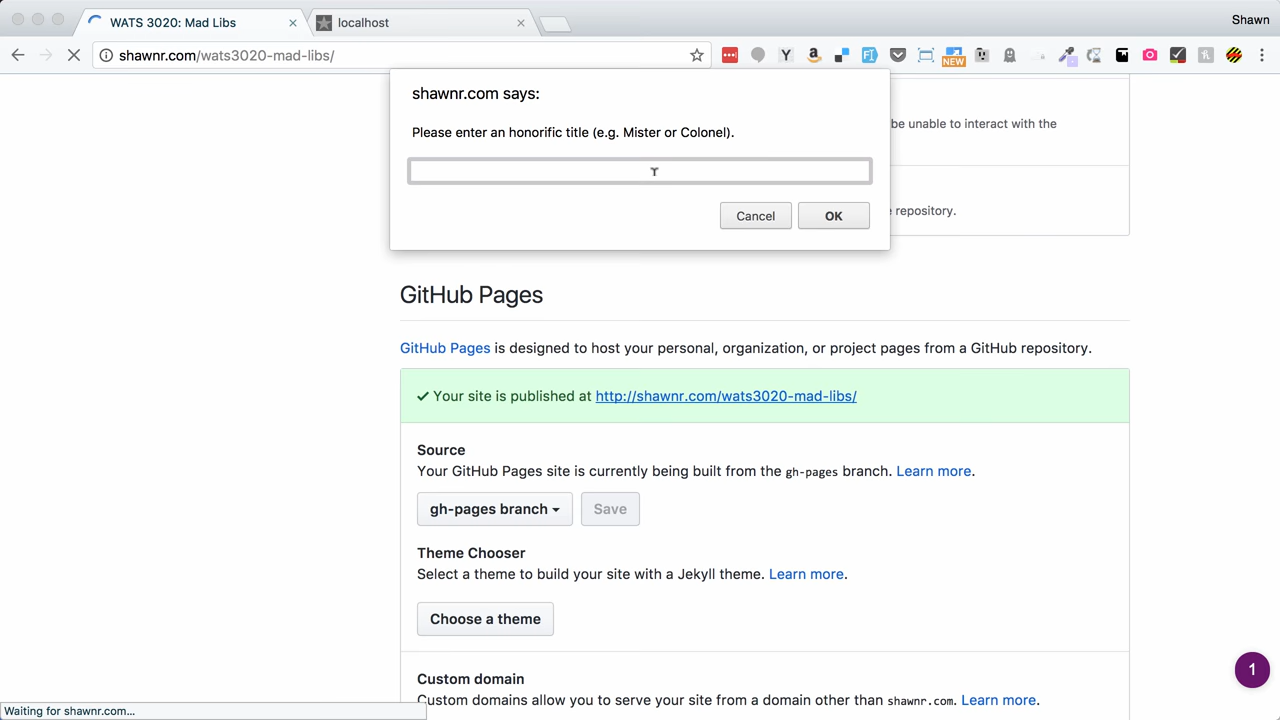 WATS 3020: Mad Libs
localhost
Shawn
shawnr.com/wats3020-mad-libs/
Y
a
NEW
shawnr.com says:
Please enter an honorific title (e.g. Mister or Colonel).
be unable to interact with the
Cancel
OK
repository.
GitHub Pages
GitHub Pages is designed to host your personal, organization, or project pages from a GitHub repository.
Your site is published at http://shawnr.com/wats3020-mad-libs/
Source
Your GitHub Pages site is currently being built from the gh-pages branch. Learn more.
gh-pages branch
Save
Theme Chooser
Select a theme to build your site with a Jekyll theme. Learn more.
Choose a theme
Custom domain
1
Custom domains allow you to serve your site from a domain other than shawnr.com. Learn more.
Waiting for shawnr.com...